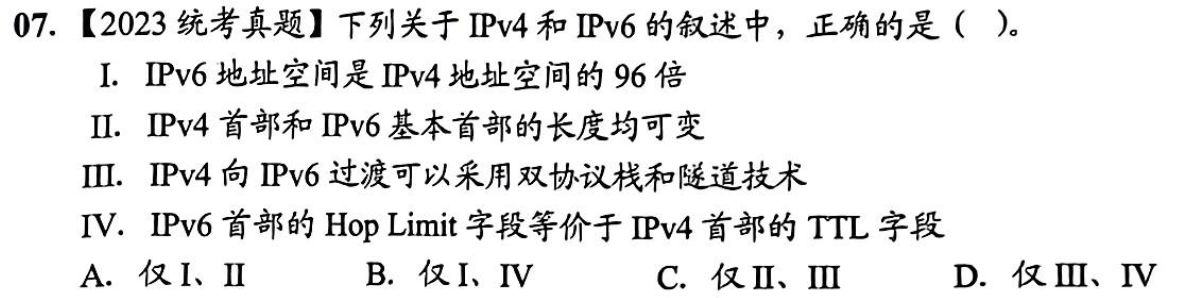 07. 【2023 统考真题】下列关于 IPv4 和 IPv6 的叙述中，正确的是（ ）。
I. IPv6 地址空间是 IPv4 地址空间的 96 倍
II. IPv4 首部和 IPv6 基本首部的长度均可变
III. IPv4 向 IPv6 过渡可以采用双协议栈和隧道技术
IV. IPv6 首部的 Hop Limit 字段等价于 IPv4 首部的 TTL 字段
A. 仅 I、II B. 仅 I、IV C. 仅 II、III D. 仅 III、IV